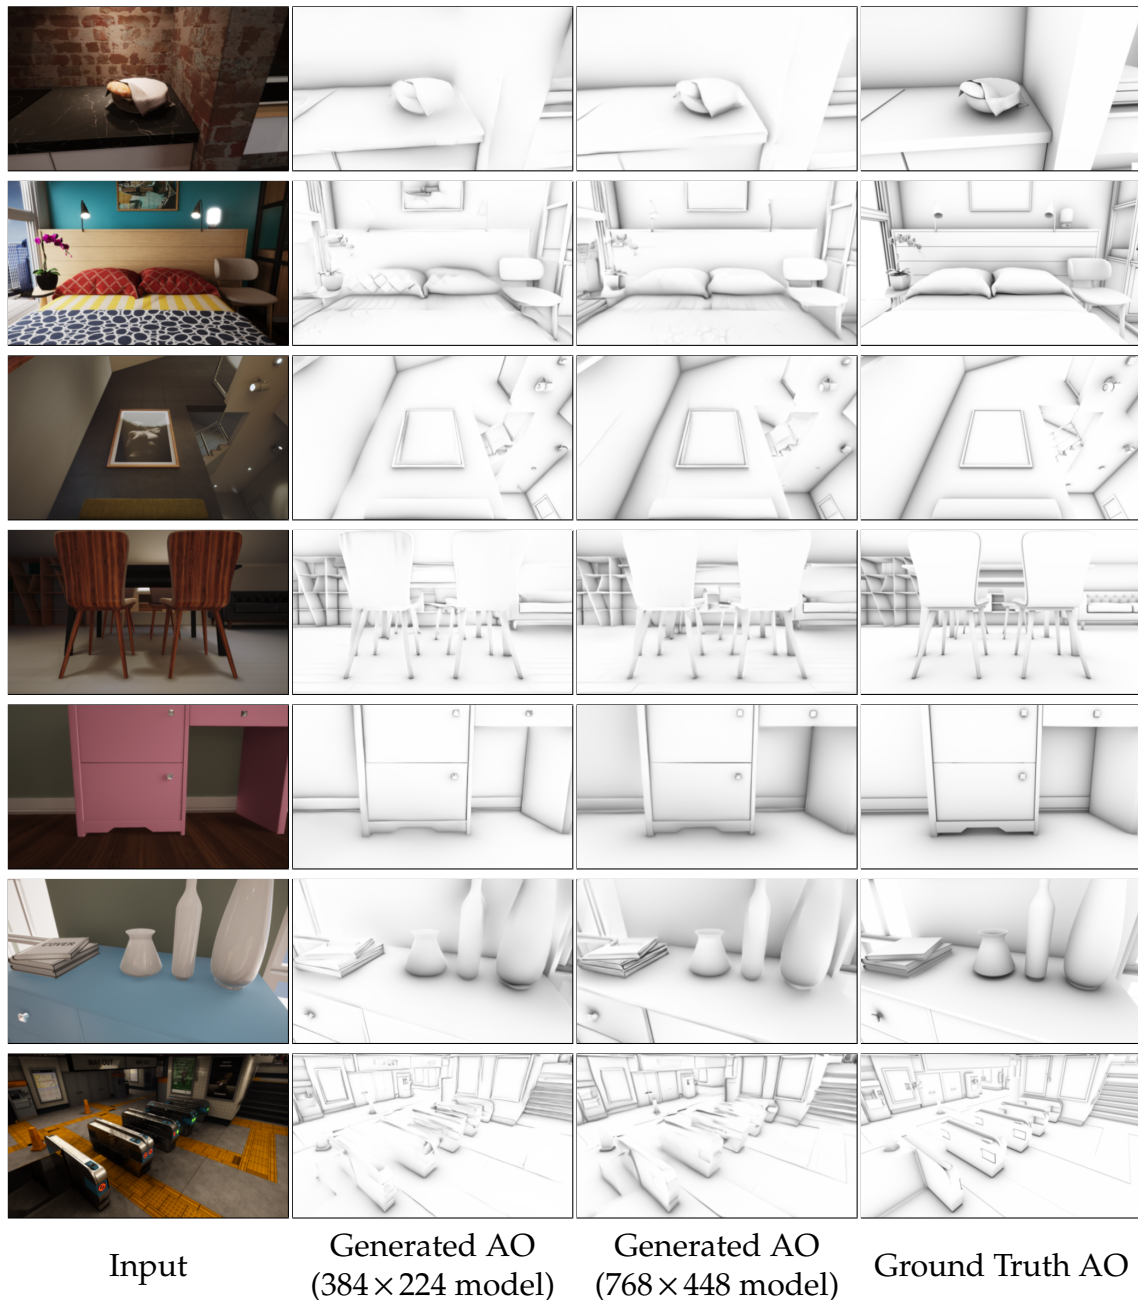 COVER
Input
Generated AO
(384×224 model)
Generated AO
(768×448 model)
Ground Truth AO